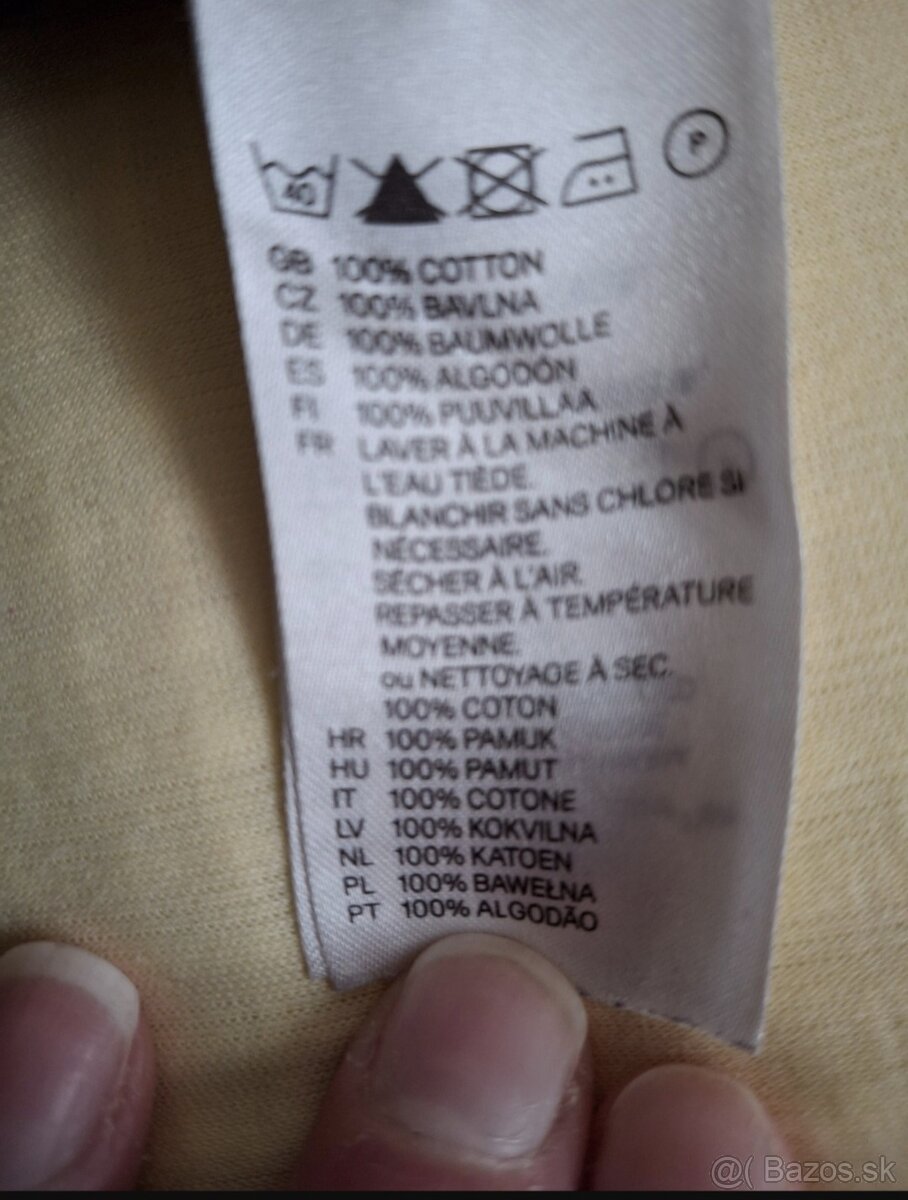 40
P
GB 100% COTTON
CZ 100% BAVLNA
DE 100% BAUMWOLLE
ES 100% ALGODÓN
FI 100% PUUVILLAA
FR LAVER À LA MACHINE À
L'EAU TIÈDE.
BLANCHIR SANS CHLORE SI
NÉCESSAIRE.
SÉCHER À L'AIR.
REPASSER À TEMPÉRATURE
MOYENNE.
ou NETTOYAGE À SEC.
100% COTON
HR 100% PAMUK
HU 100% PAMUT
IT 100% COTONE
LV 100% KOKVILNA
NL 100% KATOEN
PL 100% BAWEŁNA
PT 100% ALGODÃO
@( Bazos.sk